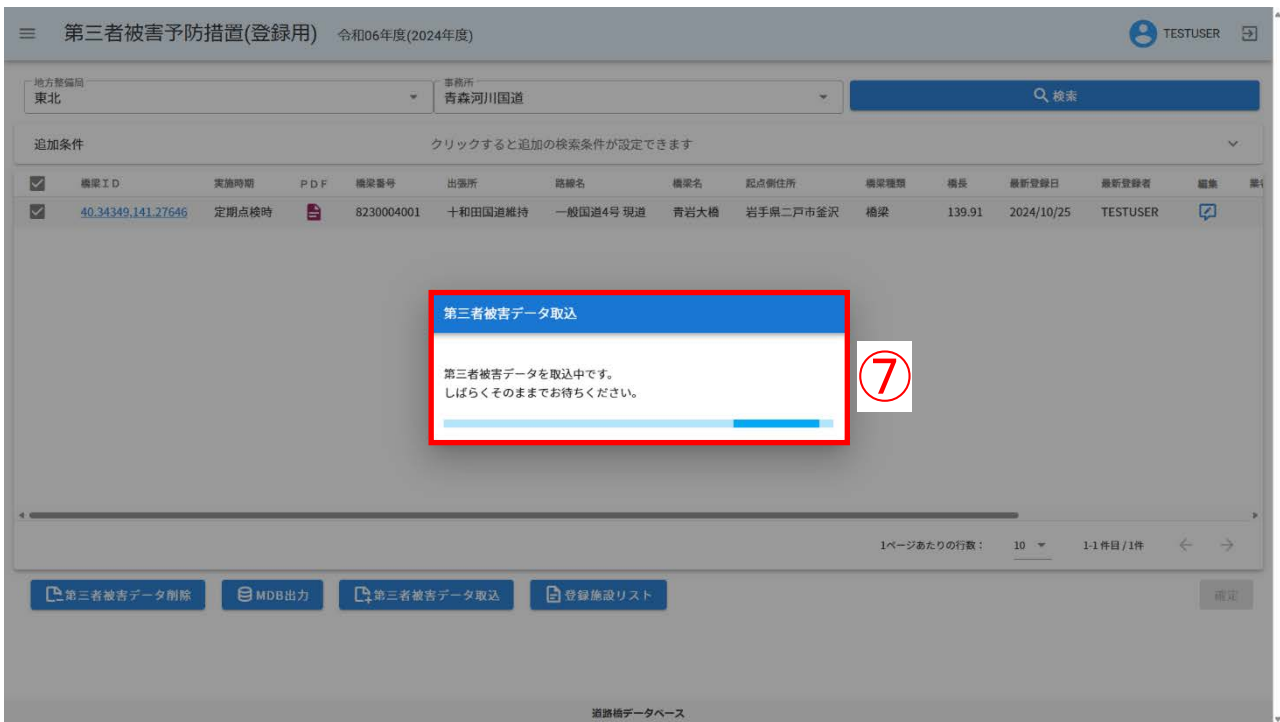 第三者被害予防措置(登録用) 令和06年度(2024年度) TESTUSER
地方整備局 事務所
東北 青森河川国道 検索
追加条件 クリックすると追加の検索条件が設定できます
橋梁ID 実施時期 PDF 橋梁番号 出張所 路線名 橋梁名 起点側住所 橋梁種類 橋長 最新登録日 最新登録者 編集
40.34349,141.27646 定期点検時 8230004001 十和田国道維持 一般国道4号 現道 青岩大橋 岩手県二戸市釜沢 橋梁 139.91 2024/10/25 TESTUSER
第三者被害データ取込
第三者被害データを取込中です。
しばらくそのままでお待ちください。
⑦
1ページあたりの行数： 10 1-1 件目 / 1件
第三者被害データ削除 MDB出力 第三者被害データ取込 登録施設リスト 確定
道路橋データベース